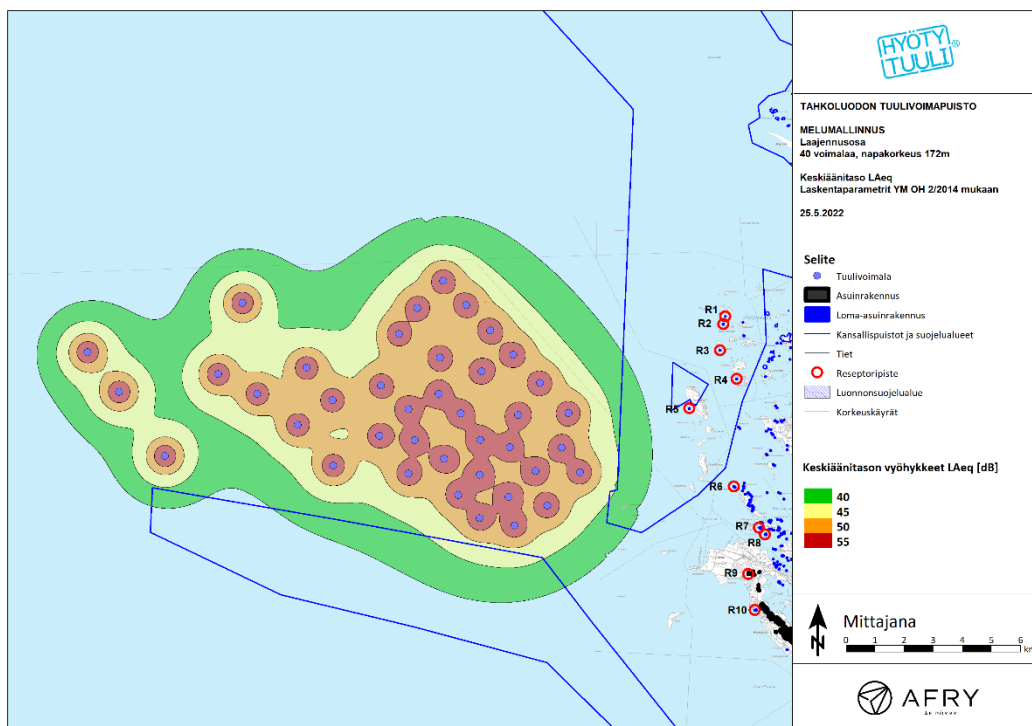 HYÖTY
TUULI®
TAHKOLUODON TUULIVOIMAPUISTO
MELUMALLINNUS
Laajennusosa
40 voimalaa, napakorkeus 172m
Keskiäänitaso LAeq
Laskentaparametrit YM OH 2/2014 mukaan
25.5.2022
Selite
Tuulivoimala
Asuinrakennus
Loma-asuinrakennus
Kansallispuistot ja suojelualueet
Tiet
Reseptoripiste
Luonnonsuojelualue
Korkeuskäyrät
Keskiäänitason vyöhykkeet LAeq [dB]
40
45
50
55
Mittajana
N
0 1 2 3 4 5 6
km
AFRY
ÅF PÖYRY
R1
R2
R3
R4
R5
R6
R7
R8
R9
R10